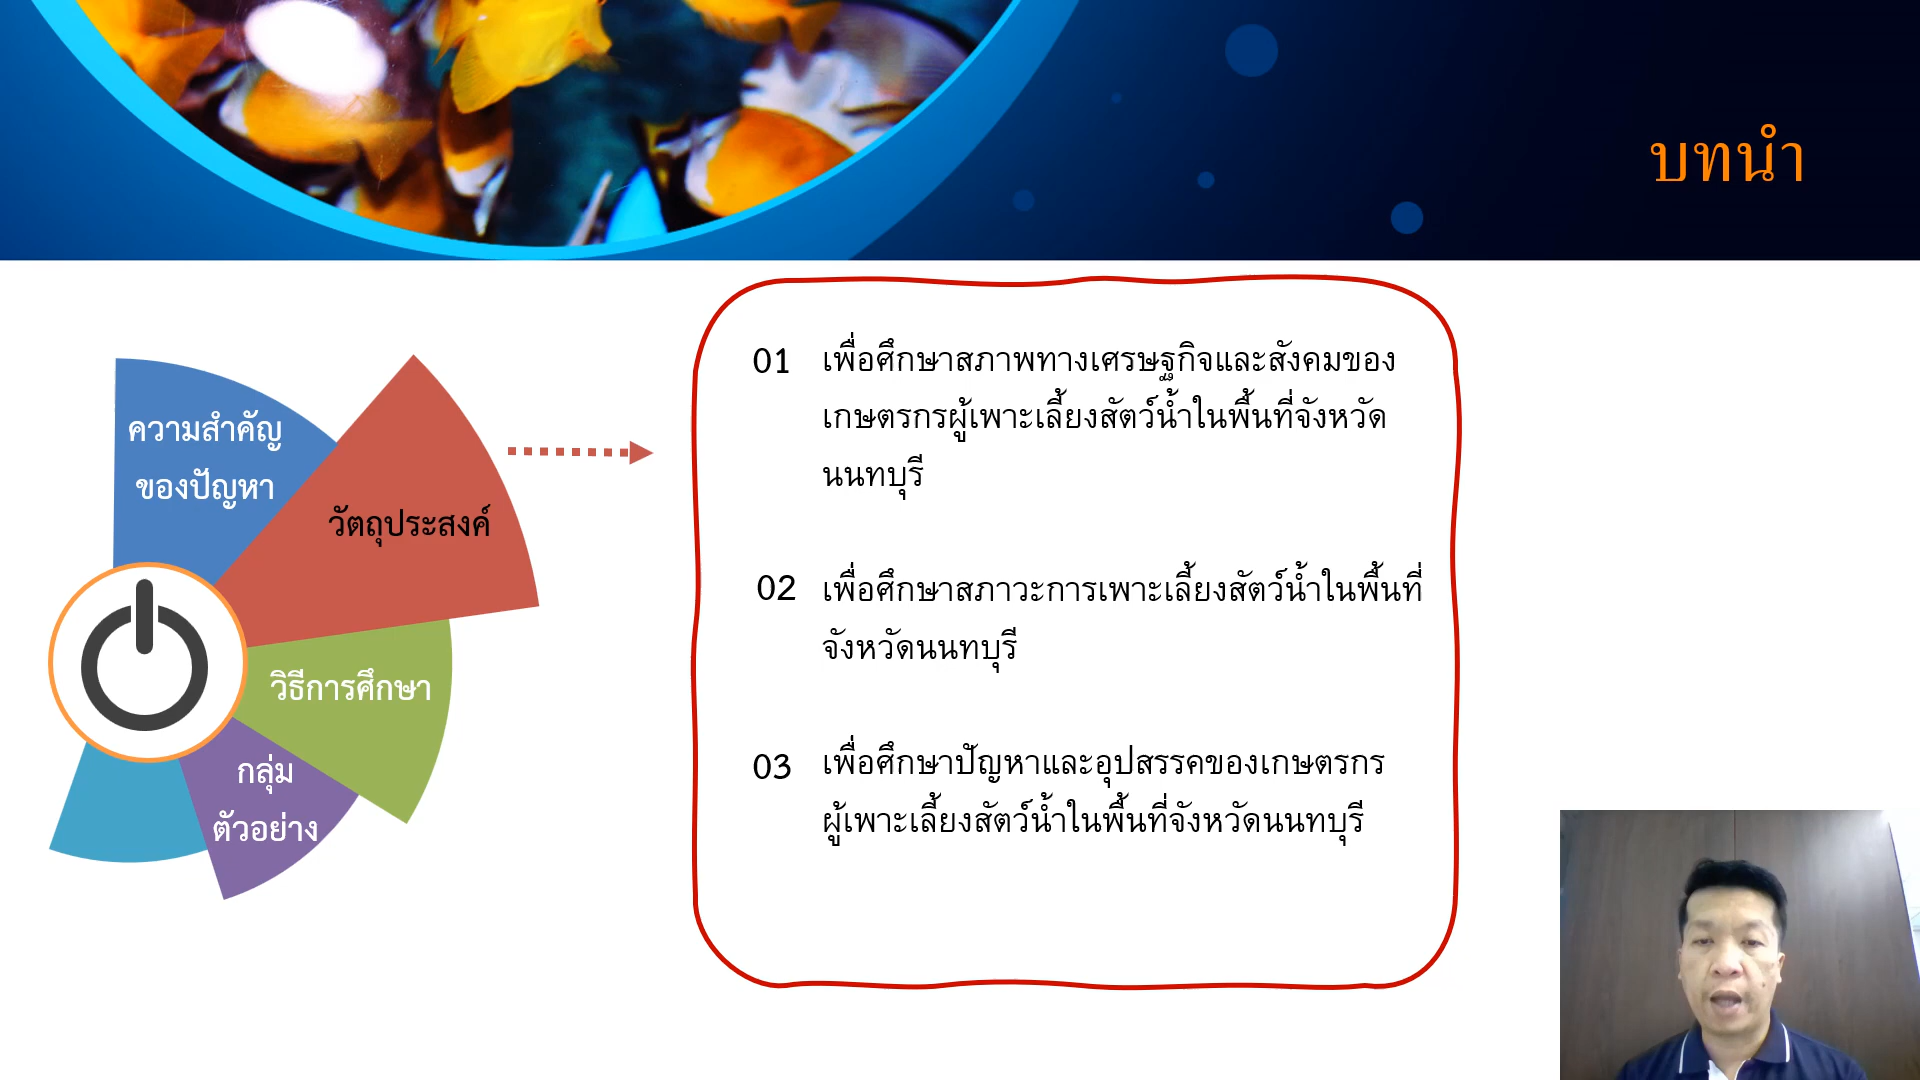 บทนำ
ความสำคัญ
ของปัญหา
วัตถุประสงค์
วิธีการศึกษา
กลุ่ม
ตัวอย่าง
01 เพื่อศึกษาสภาพทางเศรษฐกิจและสังคมของ
เกษตรกรผู้เพาะเลี้ยงสัตว์น้ำในพื้นที่จังหวัด
นนทบุรี
02 เพื่อศึกษาสภาวะการเพาะเลี้ยงสัตว์น้ำในพื้นที่
จังหวัดนนทบุรี
03 เพื่อศึกษาปัญหาและอุปสรรคของเกษตรกร
ผู้เพาะเลี้ยงสัตว์น้ำในพื้นที่จังหวัดนนทบุรี